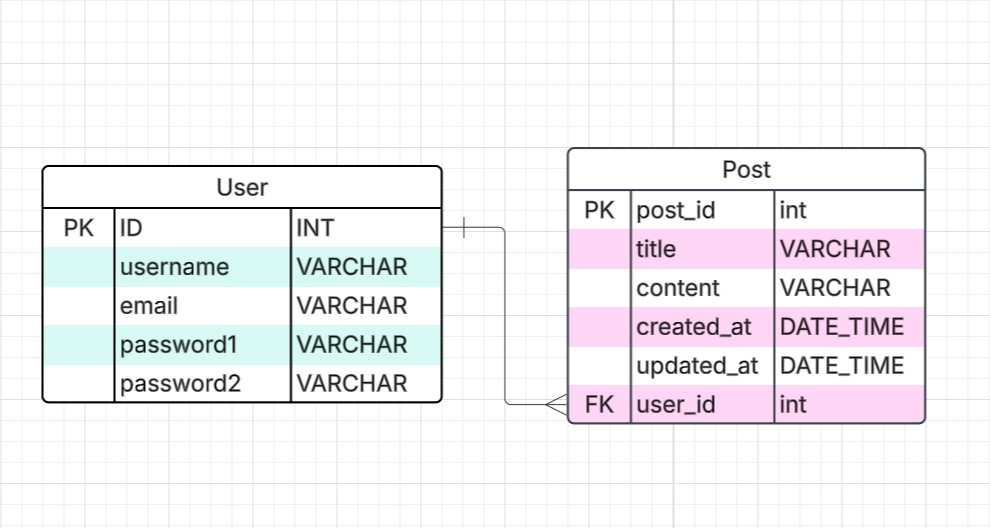 User
PK ID INT
username VARCHAR
email VARCHAR
password1 VARCHAR
password2 VARCHAR
Post
PK post_id int
title VARCHAR
content VARCHAR
created_at DATE_TIME
updated_at DATE_TIME
FK user_id int